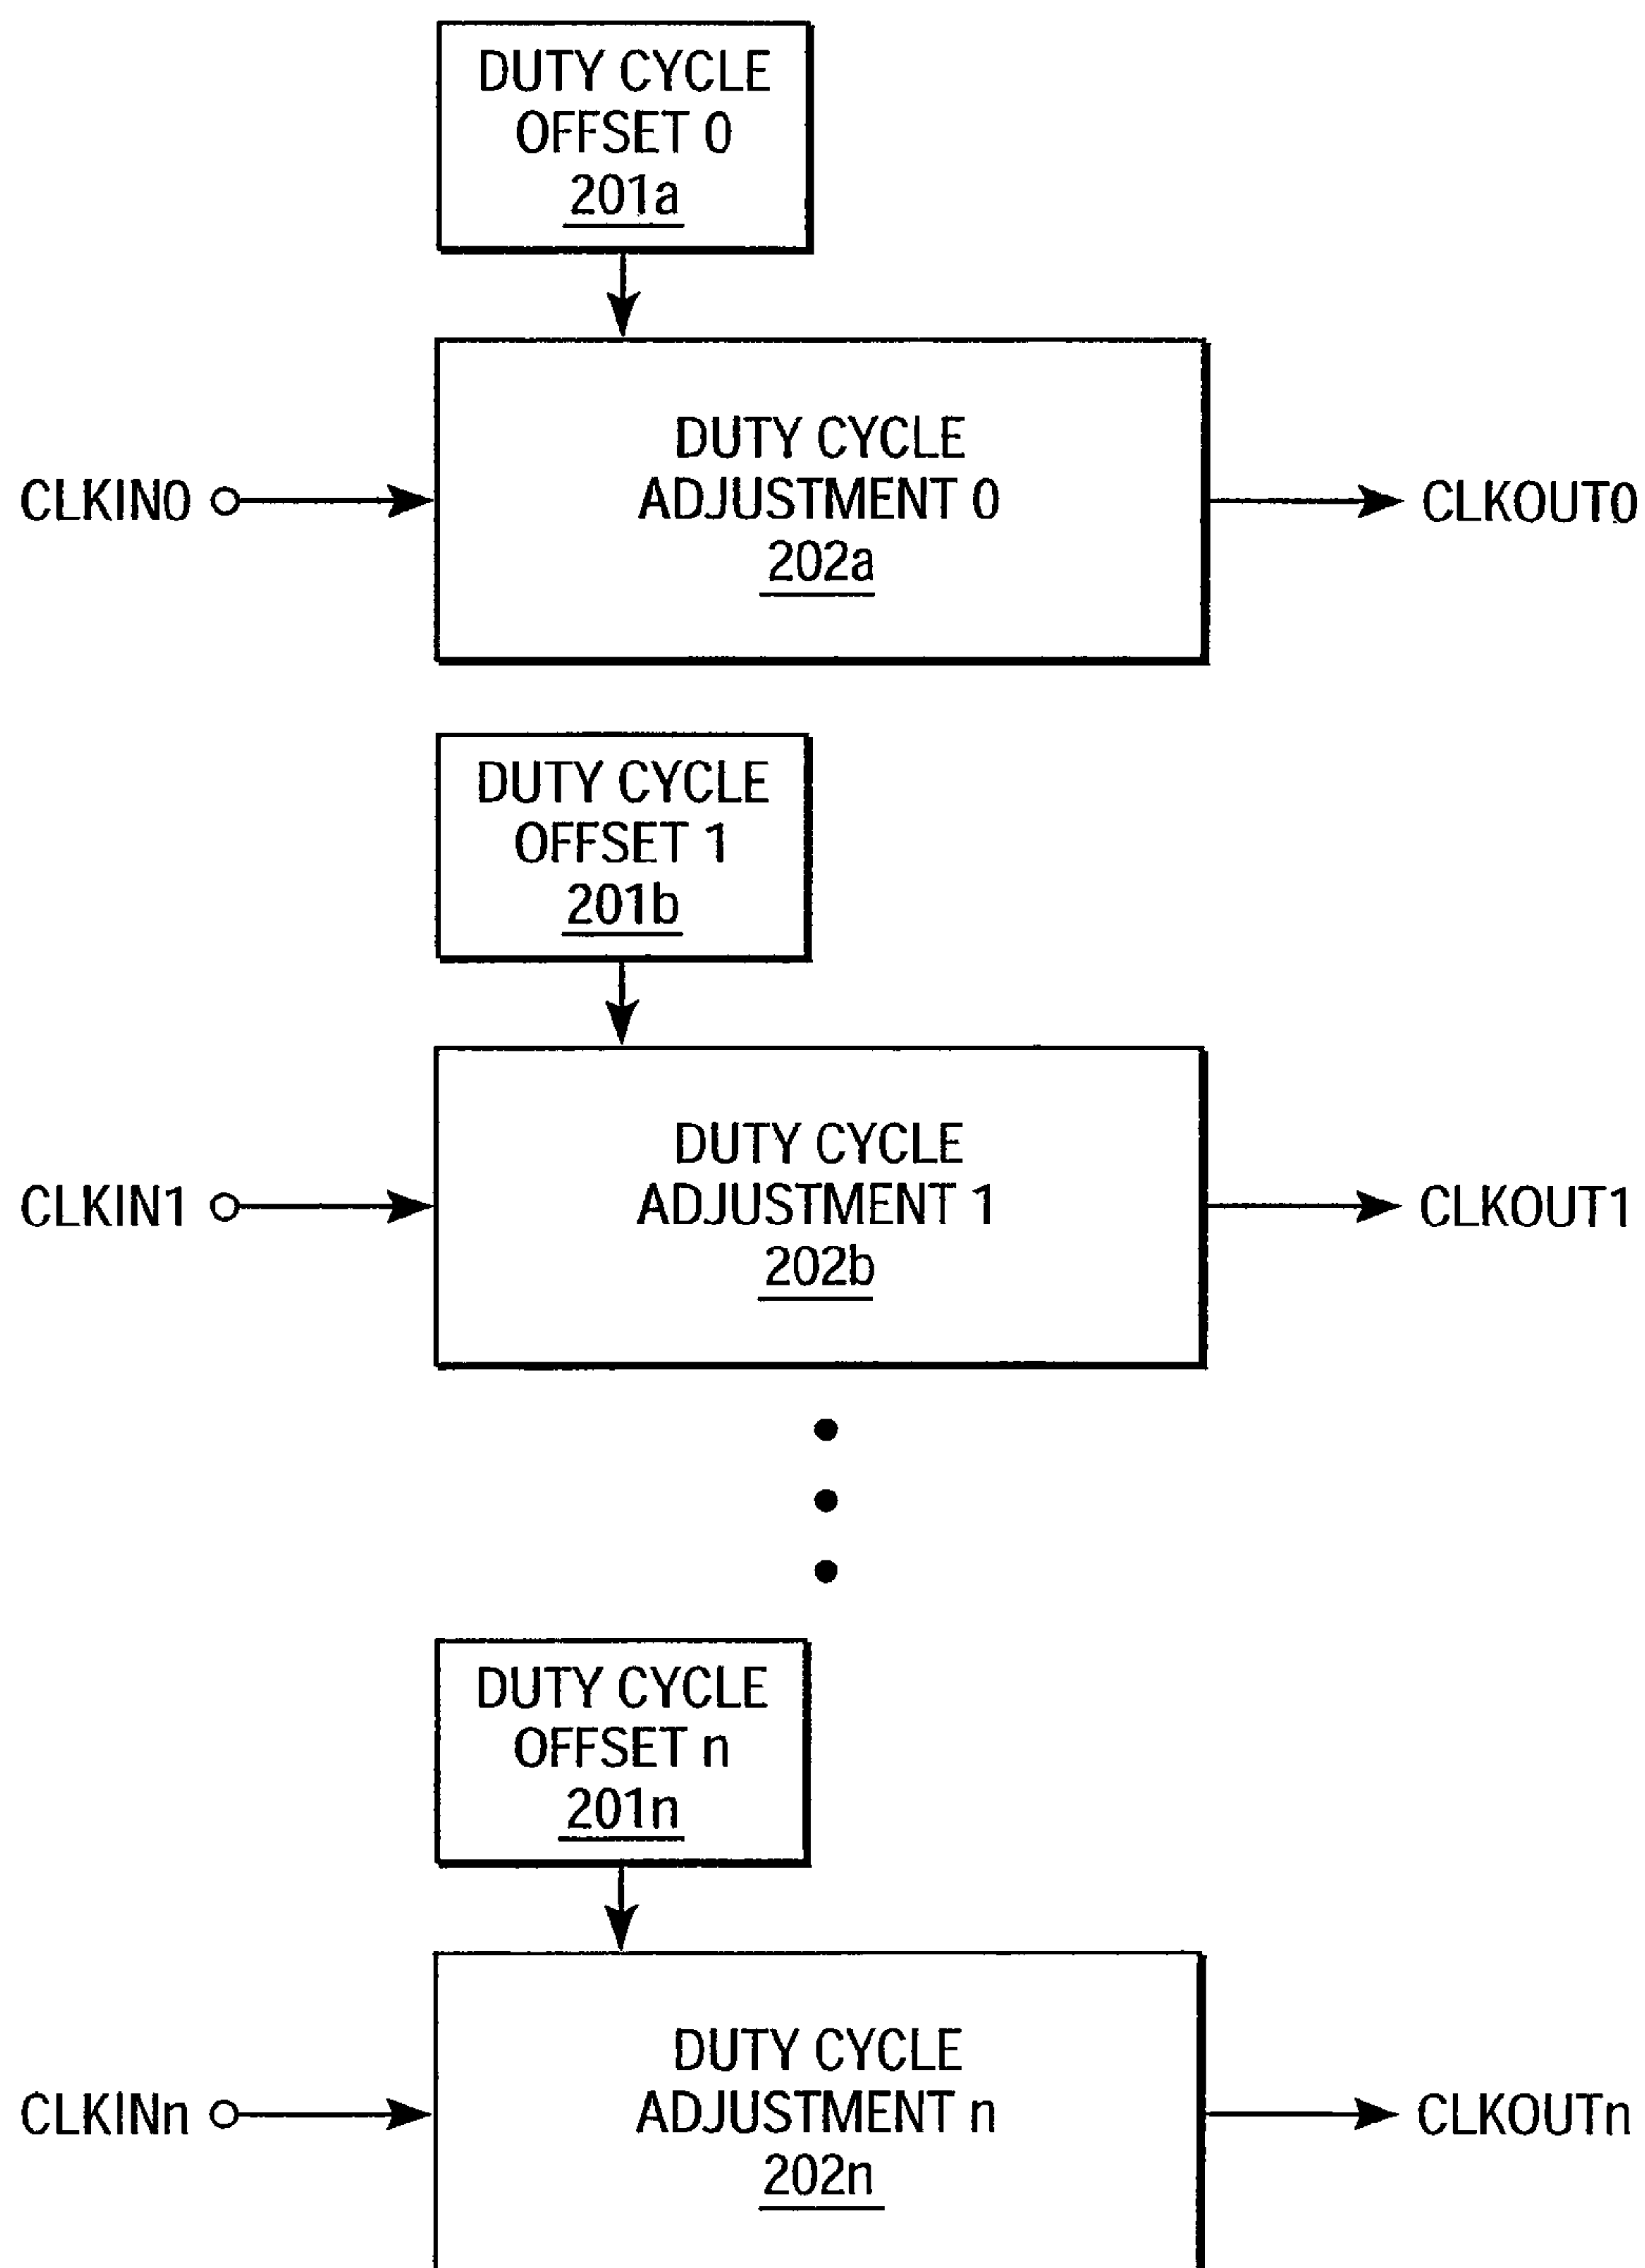 DUTY CYCLE
OFFSET 0
201a
DUTY CYCLE
ADJUSTMENT 0
202a
CLKIN0
CLKOUT0
DUTY CYCLE
OFFSET 1
201b
DUTY CYCLE
ADJUSTMENT 1
202b
CLKIN1
CLKOUT1
DUTY CYCLE
OFFSET n
201n
DUTY CYCLE
ADJUSTMENT n
202n
CLKINn
CLKOUTn